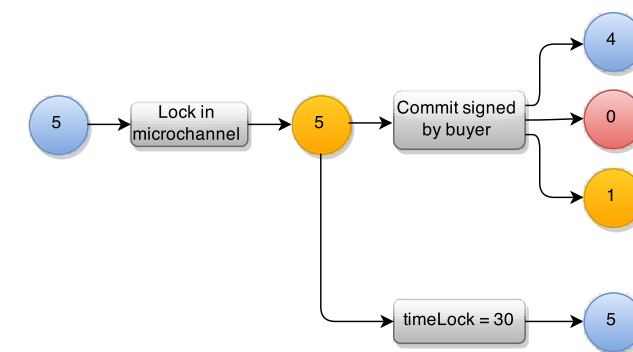 5
Lock in
microchannel
5
Commit signed
by buyer
4
0
1
timeLock = 30
5